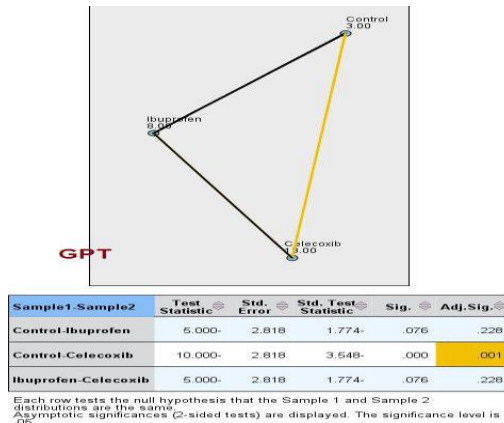 Control
3.00
Ibuprofen
8.00
Celecoxib
13.00
GPT
Sample1-Sample2 Test Statistic Std. Error Std. Test Statistic Sig. Adj.Sig.
Control-Ibuprofen 5.000- 2.818 1.774- .076 .228
Control-Celecoxib 10.000- 2.818 3.548- .000 .001
Ibuprofen-Celecoxib 5.000- 2.818 1.774- .076 .228
Each row tests the null hypothesis that the Sample 1 and Sample 2
distributions are the same.
Asymptotic significances (2-sided tests) are displayed. The significance level is
.05